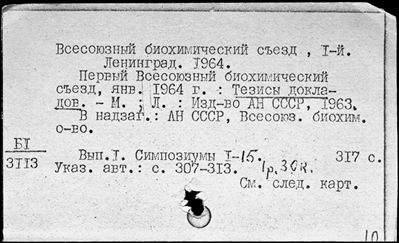 Всесоюзный биохимический съезд , I-й.
Ленинград. 1964.
Первый Всесоюзный биохимический
съезд, янв. 1964 г. : Тезисы докла-
дов. - М. ; Л. : Изд-во АН СССР, 1963.
В надзаг.: АН СССР, Всесоюз. биохим.
о-во.
БI
3113
Вып.I. Симпозиумы I-15. 317 с.
Указ. авт.: с. 307-313. 1р.30к.
См. след. карт.
10